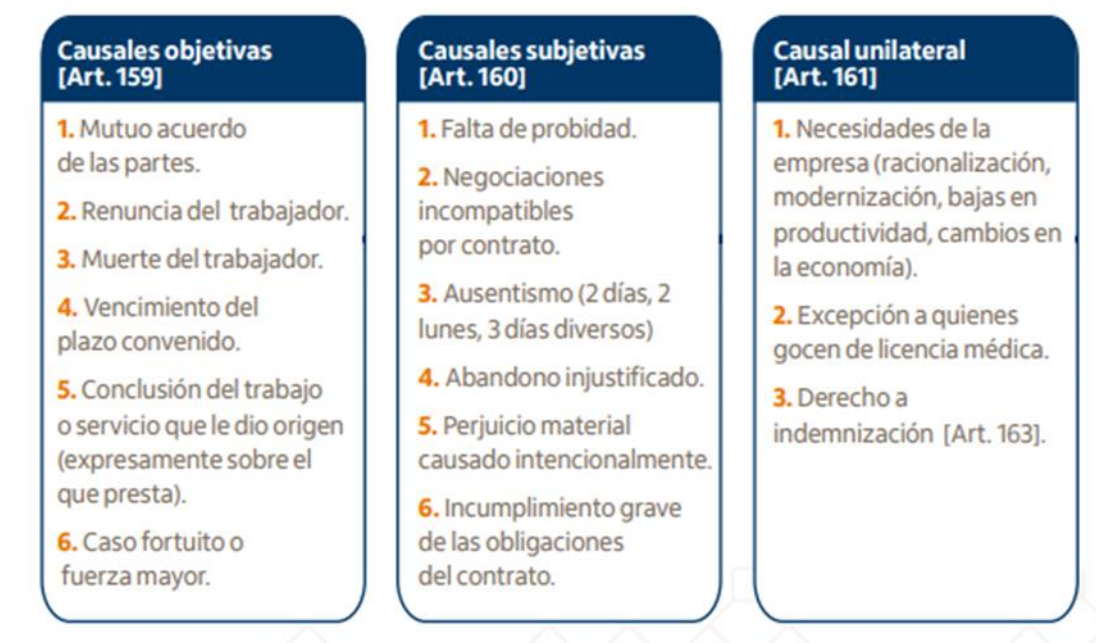 Causales objetivas
[Art. 159]
1. Mutuo acuerdo
de las partes.
2. Renuncia del trabajador.
3. Muerte del trabajador.
4. Vencimiento del
plazo convenido.
5. Conclusión del trabajo
o servicio que le dio origen
(expresamente sobre el
que presta).
6. Caso fortuito o
fuerza mayor.
Causales subjetivas
[Art. 160]
1. Falta de probidad.
2. Negociaciones
incompatibles
por contrato.
3. Ausentismo (2 días, 2
lunes, 3 días diversos)
4. Abandono injustificado.
5. Perjuicio material
causado intencionalmente.
6. Incumplimiento grave
de las obligaciones
del contrato.
Causal unilateral
[Art. 161]
1. Necesidades de la
empresa (racionalización,
modernización, bajas en
productividad, cambios en
la economía).
2. Excepción a quienes
gocen de licencia médica.
3. Derecho a
indemnización [Art. 163].